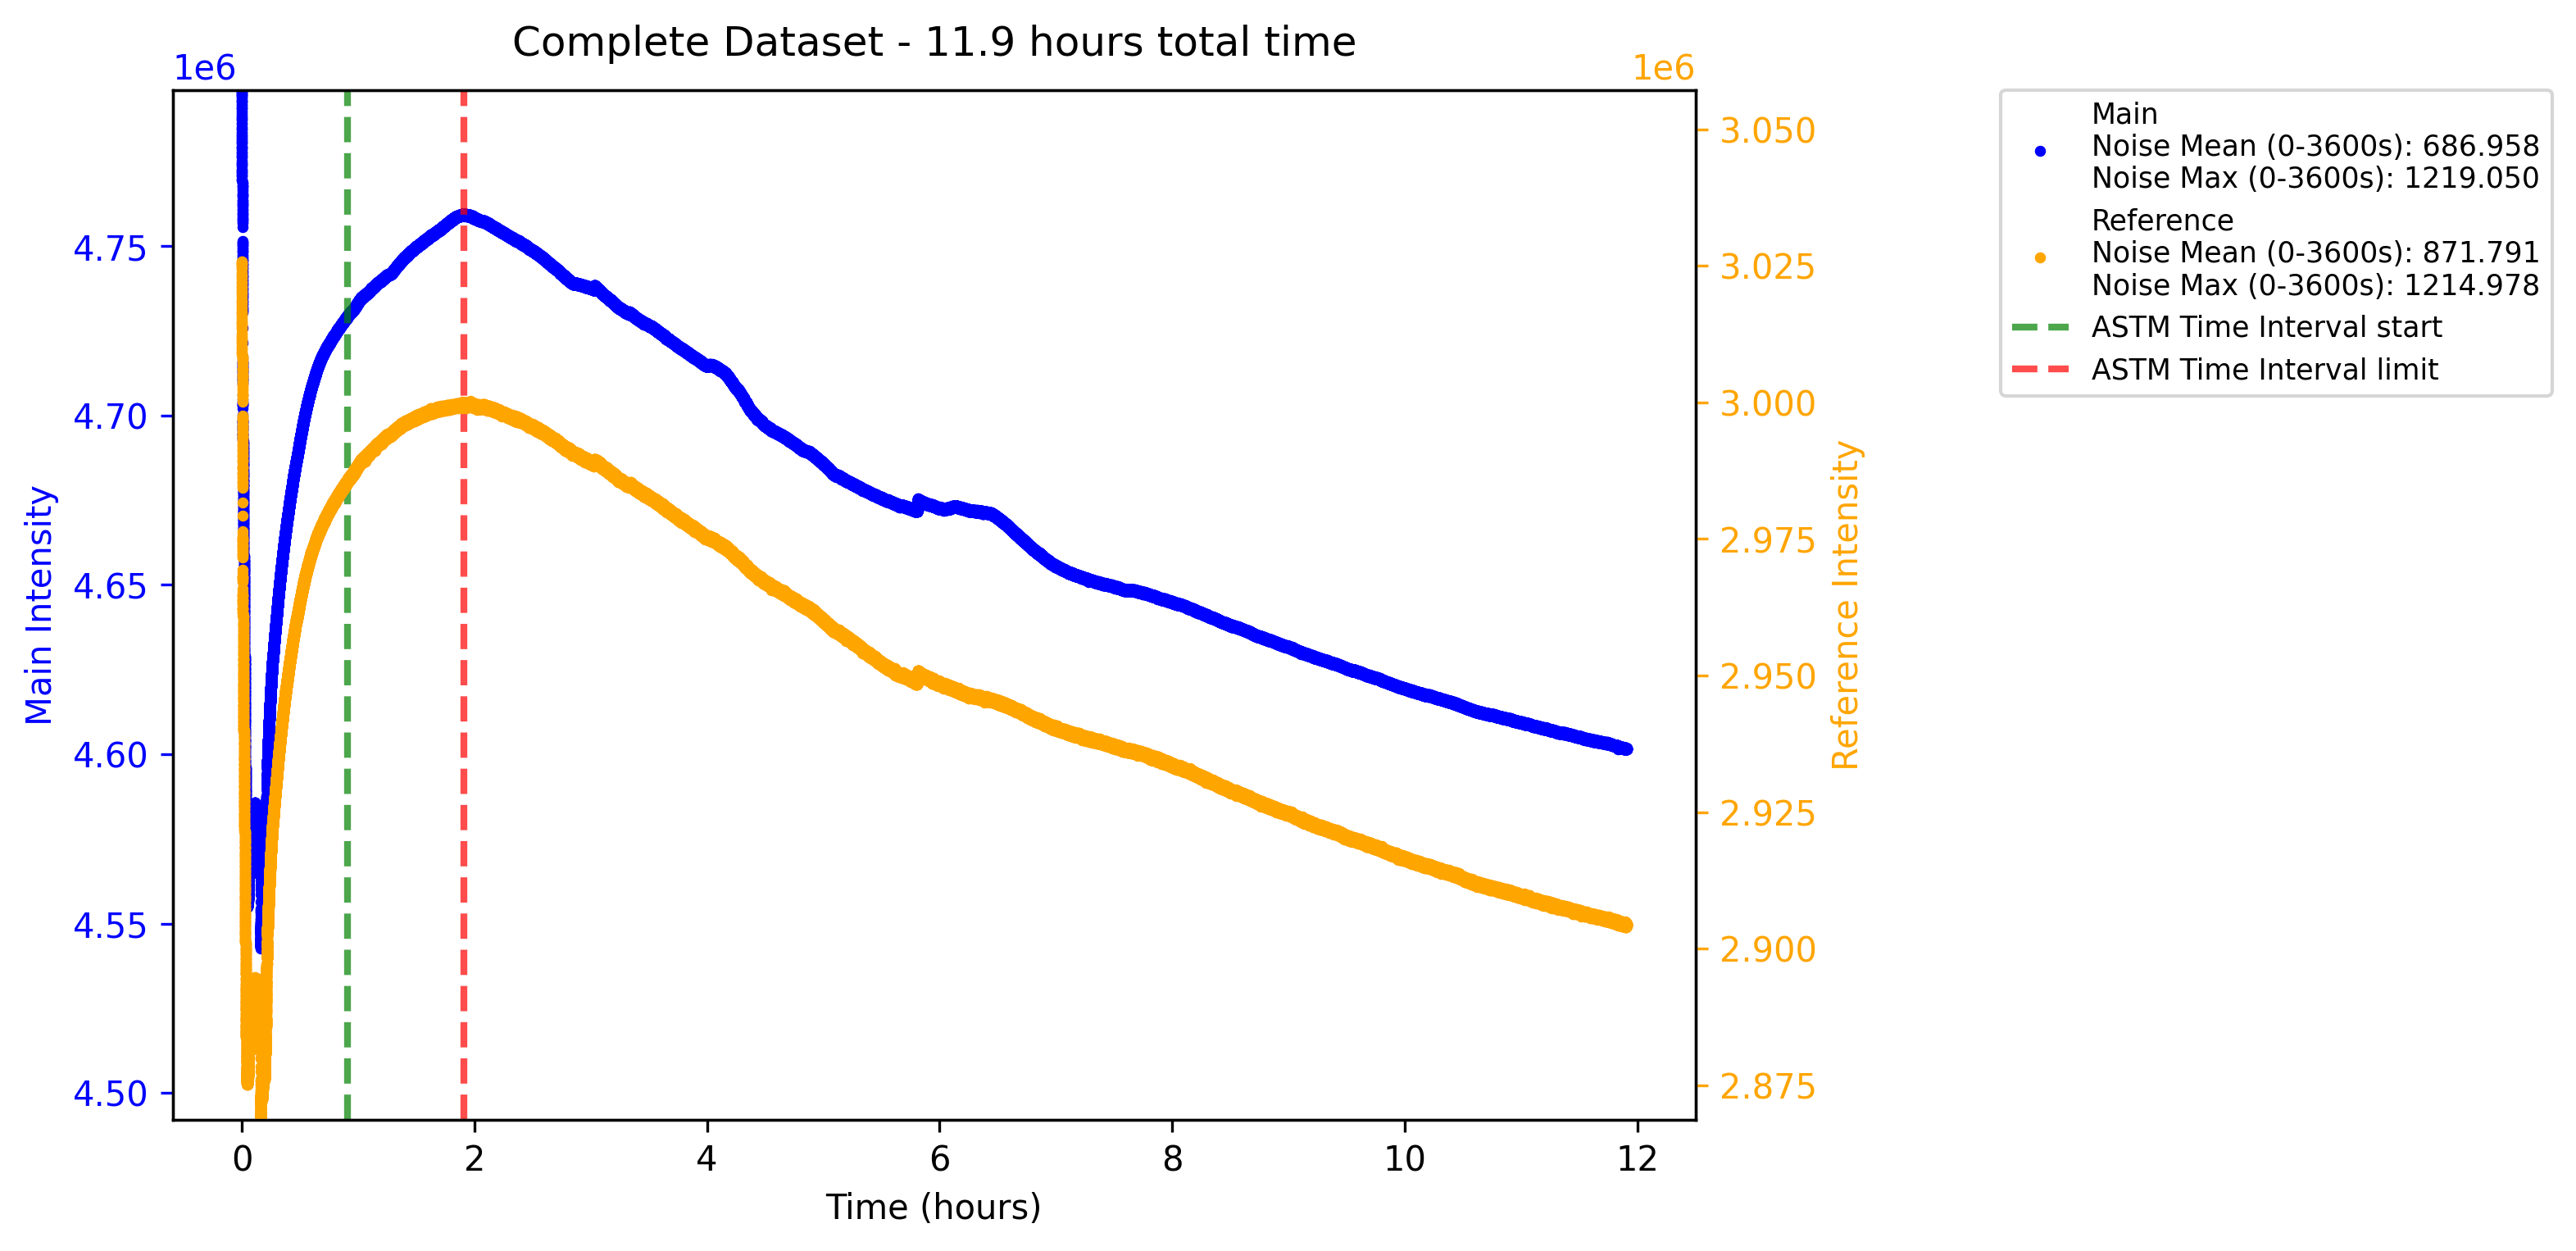 Complete Dataset - 11.9 hours total time
1e6
1e6
4.75
4.70
4.65
4.60
4.55
4.50
Main Intensity
3.050
3.025
3.000
2.975
2.950
2.925
2.900
2.875
Reference Intensity
0 2 4 6 8 10 12
Time (hours)
Main
Noise Mean (0-3600s): 686.958
Noise Max (0-3600s): 1219.050
Reference
Noise Mean (0-3600s): 871.791
Noise Max (0-3600s): 1214.978
ASTM Time Interval start
ASTM Time Interval limit